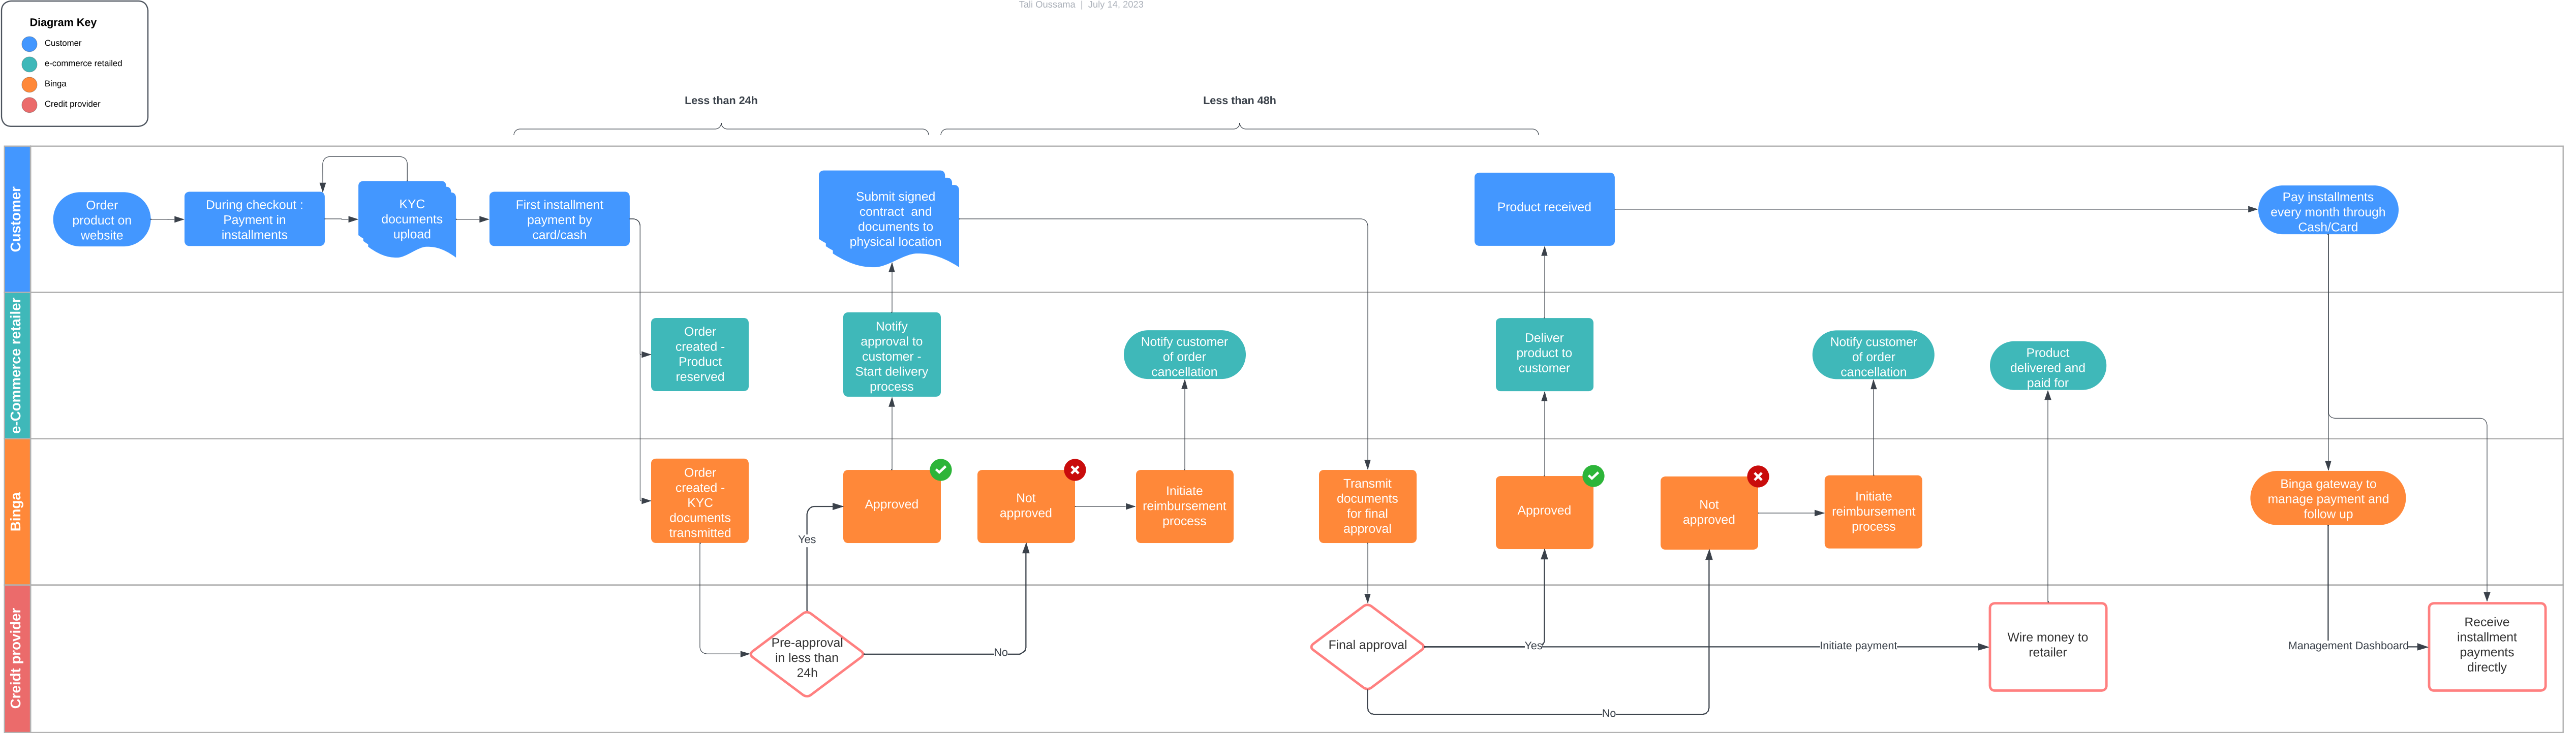 Tali Oussama | July 14, 2023
Diagram Key
Customer
e-commerce retailed
Binga
Credit provider
Less than 24h
Less than 48h
Customer
Order
product on
website
During checkout :
Payment in
installments
KYC
documents
upload
First installment
payment by
card/cash
Submit signed
contract and
documents to
physical location
Product received
Pay installments
every month through
Cash/Card
e-Commerce retailer
Order
created -
Product
reserved
Notify
approval to
customer -
Start delivery
process
Notify customer
of order
cancellation
Deliver
product to
customer
Notify customer
of order
cancellation
Product
delivered and
paid for
Binga
Order
created -
KYC
documents
transmitted
Yes
Approved
Not
approved
Initiate
reimbursement
process
Transmit
documents
for final
approval
Approved
Not
approved
Initiate
reimbursement
process
Binga gateway to
manage payment and
follow up
Creidt provider
Pre-approval
in less than
24h
No
Final approval
Yes
Initiate payment
No
Wire money to
retailer
Management Dashboard
Receive
installment
payments
directly